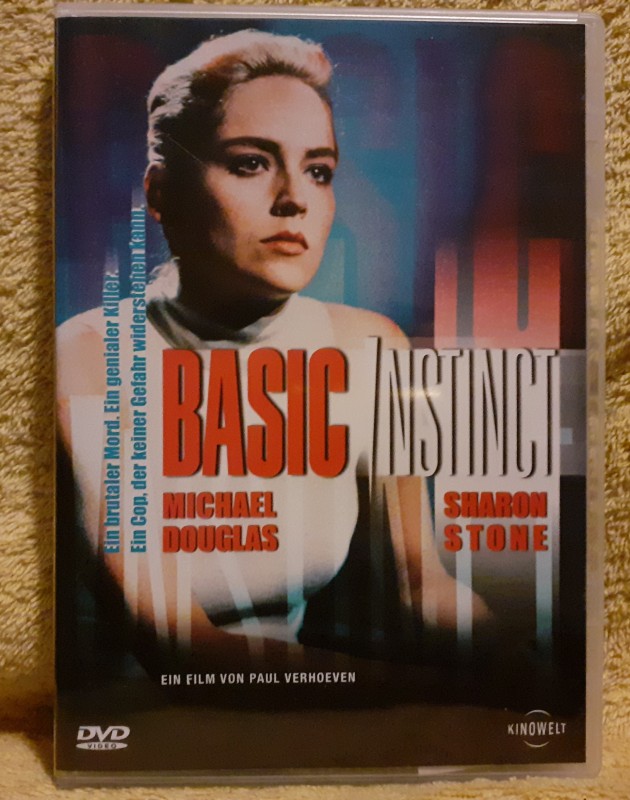 Ein brutaler Mord. Ein genialer Killer.
Ein Cop, der keiner Gefahr widerstehen kann.
BASIC INSTINCT
MICHAEL DOUGLAS
SHARON STONE
EIN FILM VON PAUL VERHOEVEN
DVD
VIDEO
KINOWELT